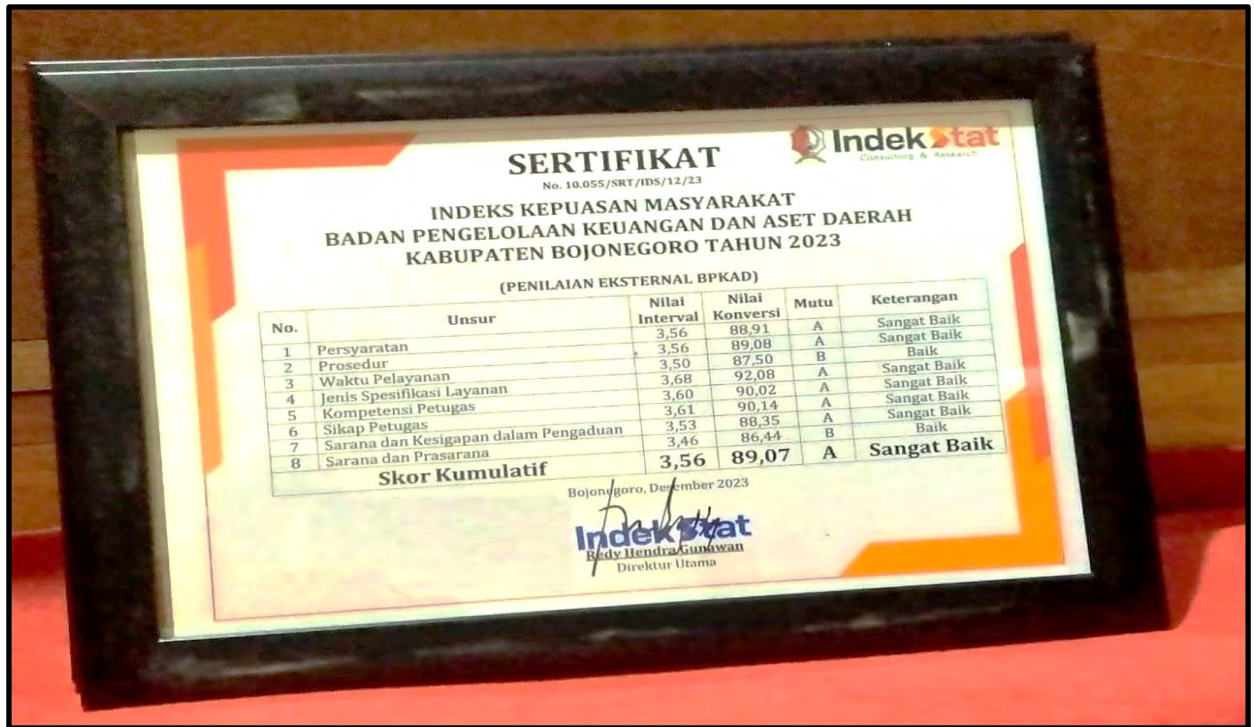 IndekStat
Consulting & Research
SERTIFIKAT
No. 10.055/SRT/IDS/12/23
INDEKS KEPUASAN MASYARAKAT
BADAN PENGELOLAAN KEUANGAN DAN ASET DAERAH
KABUPATEN BOJONEGORO TAHUN 2023
(PENILAIAN EKSTERNAL BPKAD)
No. Unsur Nilai Interval Nilai Konversi Mutu Keterangan
1 Persyaratan 3,56 88,91 A Sangat Baik
2 Prosedur 3,56 89,08 A Sangat Baik
3 Waktu Pelayanan 3,50 87,50 B Baik
4 Jenis Spesifikasi Layanan 3,68 92,08 A Sangat Baik
5 Kompetensi Petugas 3,60 90,02 A Sangat Baik
6 Sikap Petugas 3,61 90,14 A Sangat Baik
7 Sarana dan Kesigapan dalam Pengaduan 3,53 88,35 A Sangat Baik
8 Sarana dan Prasarana 3,46 86,44 B Baik
Skor Kumulatif 3,56 89,07 A Sangat Baik
Bojonegoro, Desember 2023
IndekStat
Redy Hendra Gunawan
Direktur Utama